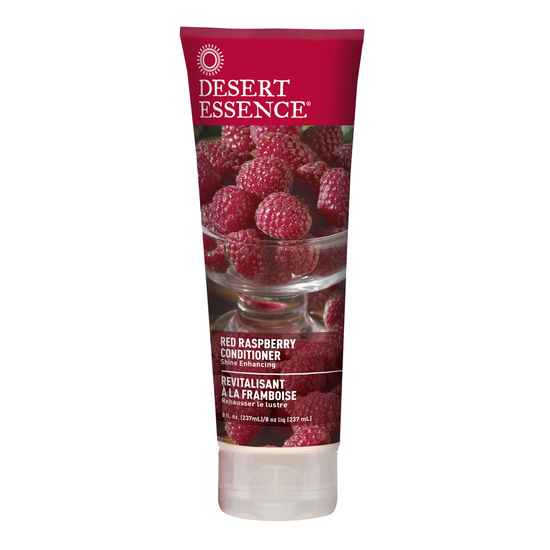 DESERT
ESSENCE®
RED RASPBERRY
CONDITIONER
Shine Enhancing
REVITALISANT
À LA FRAMBOISE
Rehausser le lustre
8 fl. oz. (237mL)/8 oz liq (237 mL)